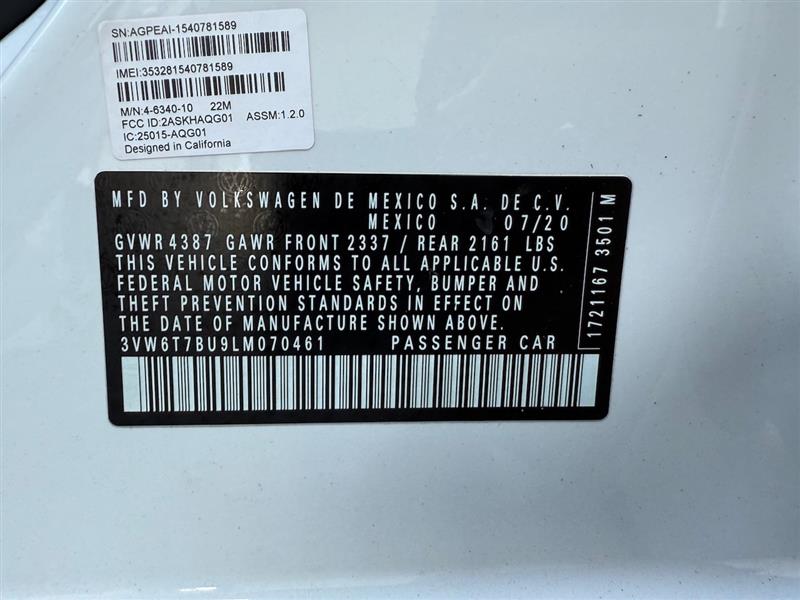 SN:AGPEAI-1540781589
IMEI:353281540781589
M/N:4-6340-10 22M
FCC ID:2ASKHAQG01 ASSM:1.2.0
IC:25015-AQG01
Designed in California
MFD BY VOLKSWAGEN DE MEXICO S.A. DE C.V.
MEXICO 07/20
GVWR 4387 GAWR FRONT 2337 / REAR 2161 LBS
THIS VEHICLE CONFORMS TO ALL APPLICABLE U.S.
FEDERAL MOTOR VEHICLE SAFETY, BUMPER AND
THEFT PREVENTION STANDARDS IN EFFECT ON
THE DATE OF MANUFACTURE SHOWN ABOVE.
3VW6T7BU9LM070461 PASSENGER CAR
1721167 3501 M